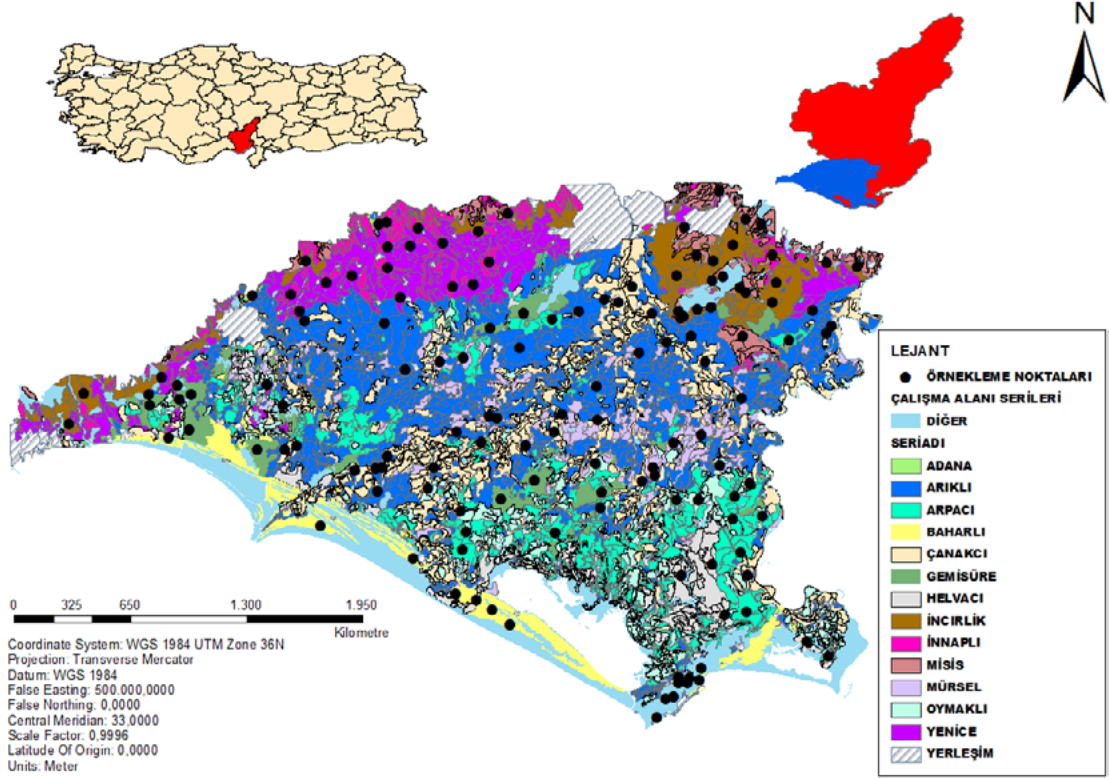 N
LEJANT
ÖRNEKLEME NOKTALARI
ÇALIŞMA ALANI SERİLERİ
DİĞER
SERİADI
ADANA
ARIKLI
ARPACI
BAHARLI
ÇANAKCI
GEMİSÜRE
HELVACI
İNCİRLİK
İNNAPLI
MİSİS
MÜRSEL
OYMAKLI
YENİCE
YERLEŞİM
0 325 650 1.300 1.950
Kilometre
Coordinate System: WGS 1984 UTM Zone 36N
Projection: Transverse Mercator
Datum: WGS 1984
False Easting: 500.000,0000
False Northing: 0,0000
Central Meridian: 33,0000
Scale Factor: 0,9996
Latitude Of Origin: 0,0000
Units: Meter